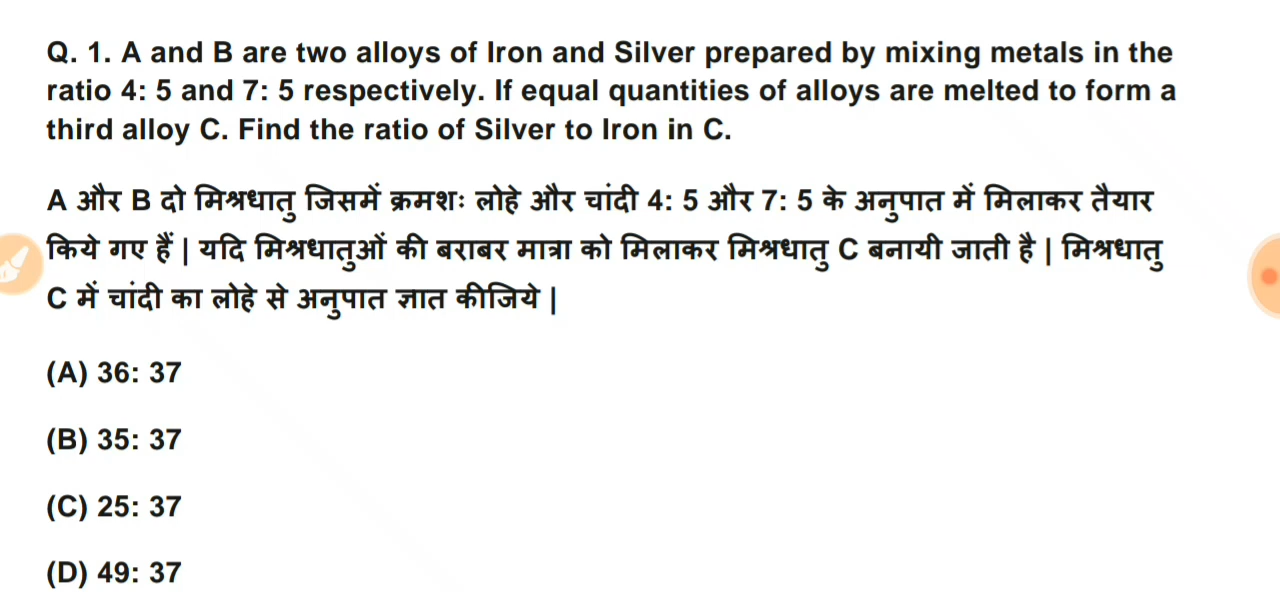 Q. 1. A and B are two alloys of Iron and Silver prepared by mixing metals in the
ratio 4: 5 and 7: 5 respectively. If equal quantities of alloys are melted to form a
third alloy C. Find the ratio of Silver to Iron in C.
A और B दो मिश्रधातु जिसमें क्रमशः लोहे और चांदी 4: 5 और 7: 5 के अनुपात में मिलाकर तैयार
किये गए हैं | यदि मिश्रधातुओं की बराबर मात्रा को मिलाकर मिश्रधातु C बनायी जाती है | मिश्रधातु
C में चांदी का लोहे से अनुपात ज्ञात कीजिये |
(A) 36: 37
(B) 35: 37
(C) 25: 37
(D) 49: 37